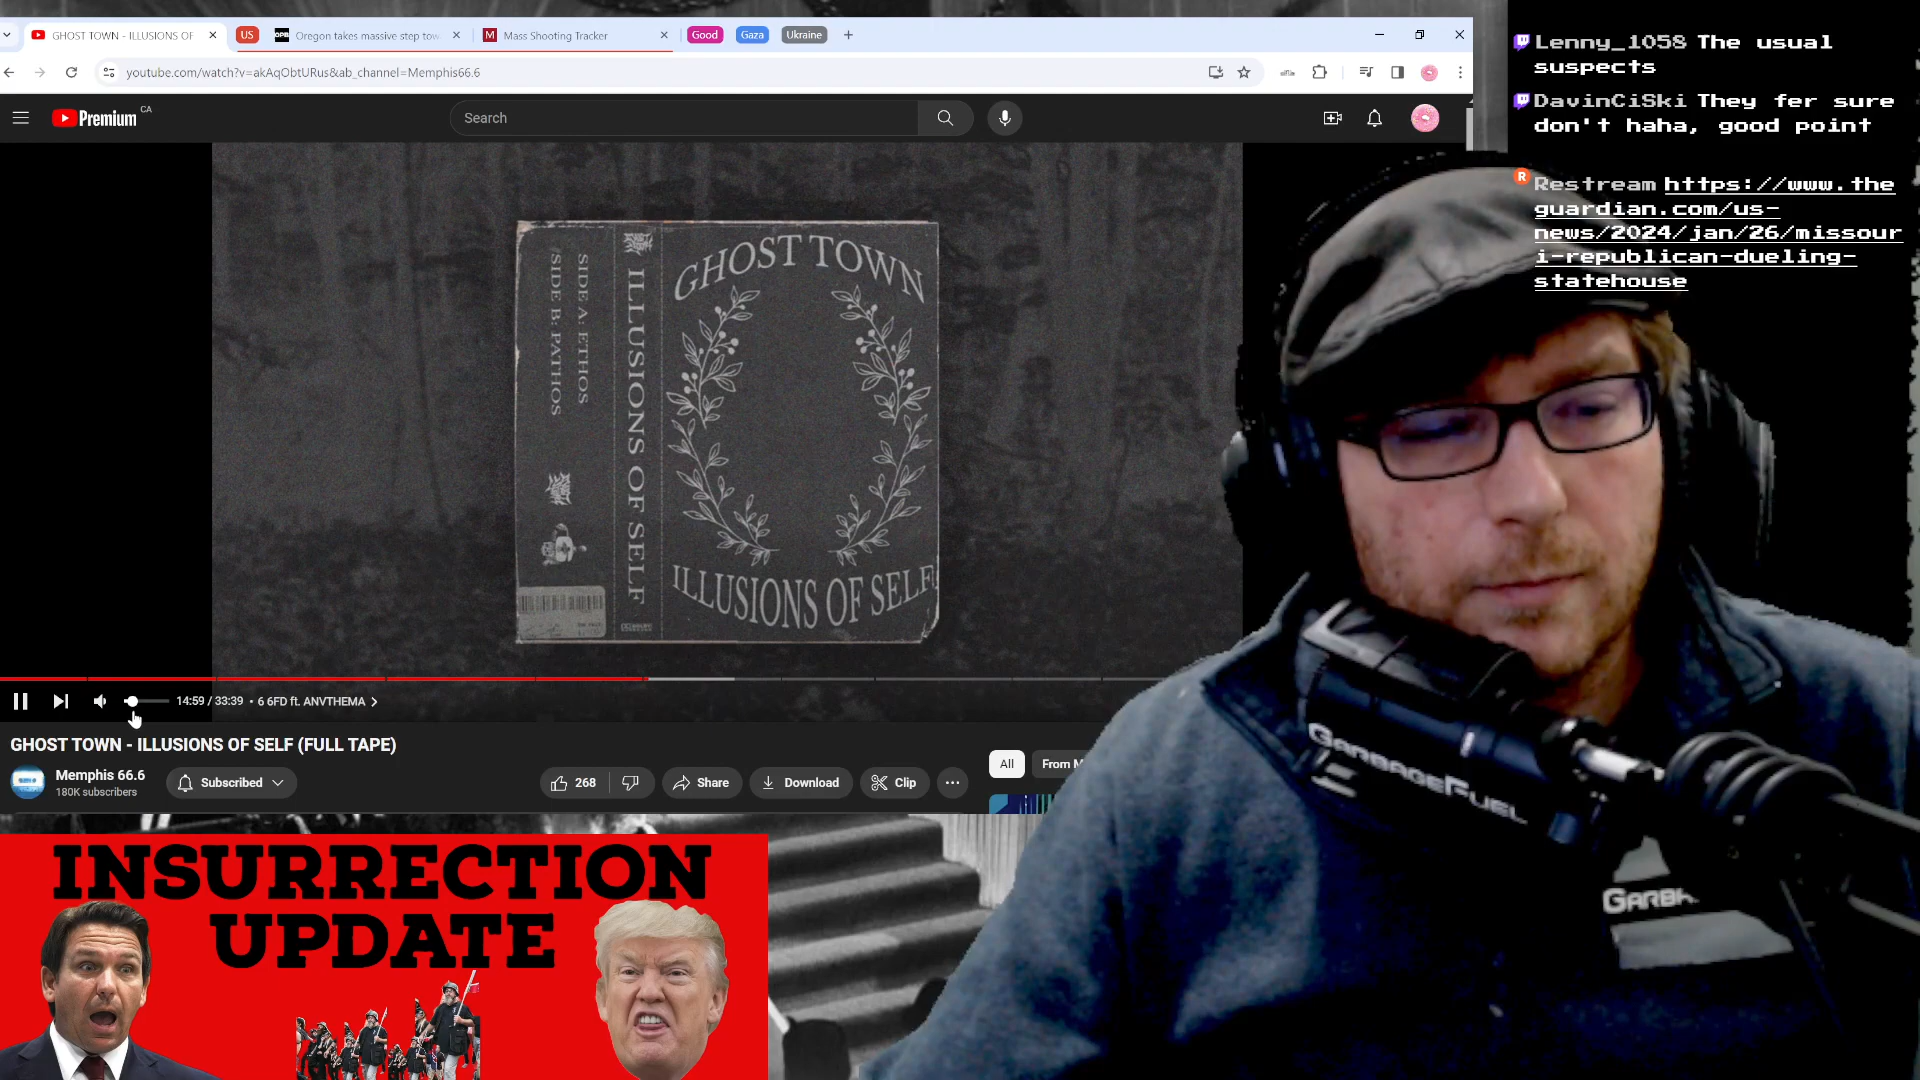 GHOST TOWN - ILLUSIONS OF
US
OPB
Oregon takes massive step tow
M
Mass Shooting Tracker
Good
Gaza
Ukraine
youtube.com/watch?v=akAqObtURus&ab_channel=Memphis66.6
Premium
CA
Search
GHOST TOWN
SIDE A: ETHOS
SIDE B: PATHOS
ILLUSIONS OF SELF
ILLUSIONS OF SELF
14:59 / 33:39 • 6 6FD ft. ANVTHEMA
GHOST TOWN - ILLUSIONS OF SELF (FULL TAPE)
Memphis 66.6
180K subscribers
Subscribed
268
Share
Download
Clip
All
From M
INSURRECTION
UPDATE
Lenny_1058 The usual
suspects
DavinCiSki They fer sure
don't haha, good point
R
Restream https://www.the
guardian.com/us-
news/2024/jan/26/missour
i-republican-dueling-
statehouse
GARBAGEFUEL
GARB